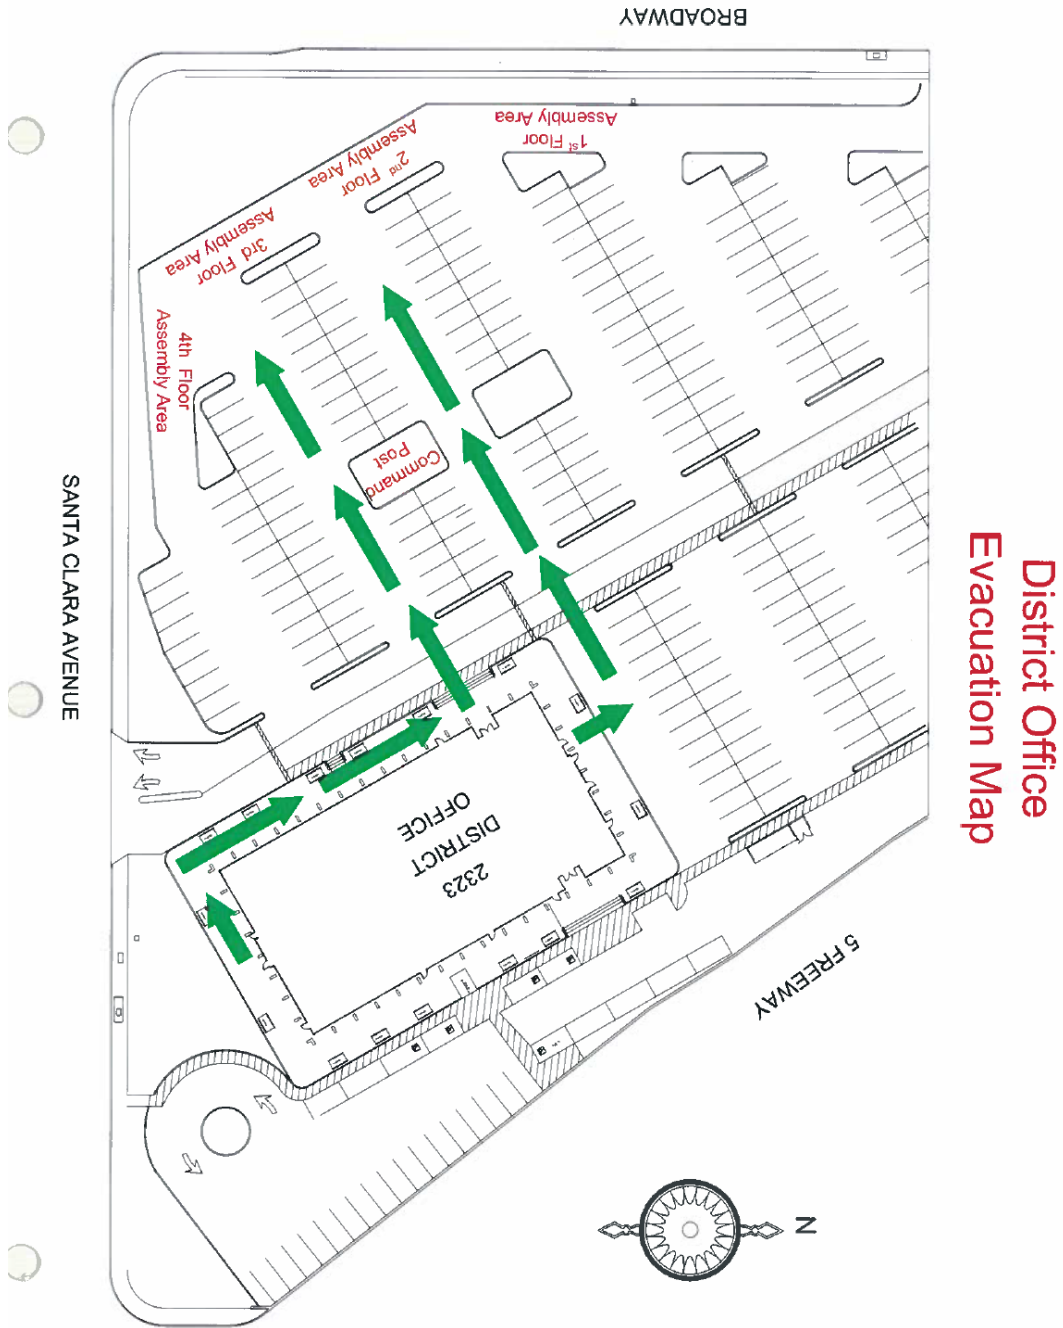 District Office
Evacuation Map
BROADWAY
1st Floor
Assembly Area
2nd Floor
Assembly Area
3rd Floor
Assembly Area
4th Floor
Assembly Area
Command
Post
SANTA CLARA AVENUE
2323
DISTRICT
OFFICE
5 FREEWAY
N